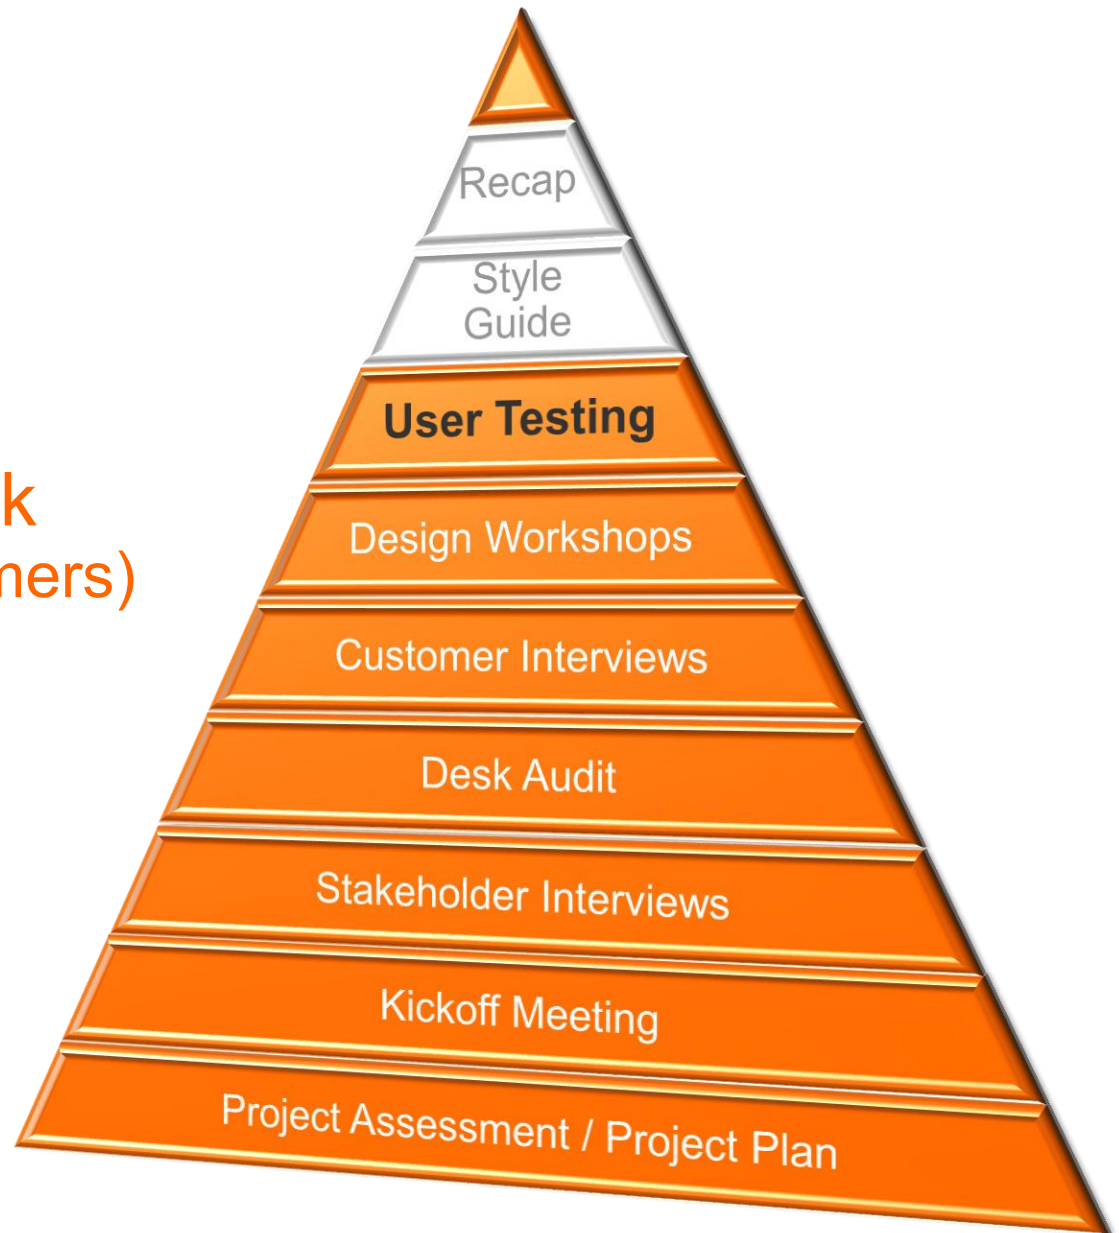 Recap
Style
Guide
User Testing
k
mers)
Design Workshops
Customer Interviews
Desk Audit
Stakeholder Interviews
Kickoff Meeting
Project Assessment / Project Plan